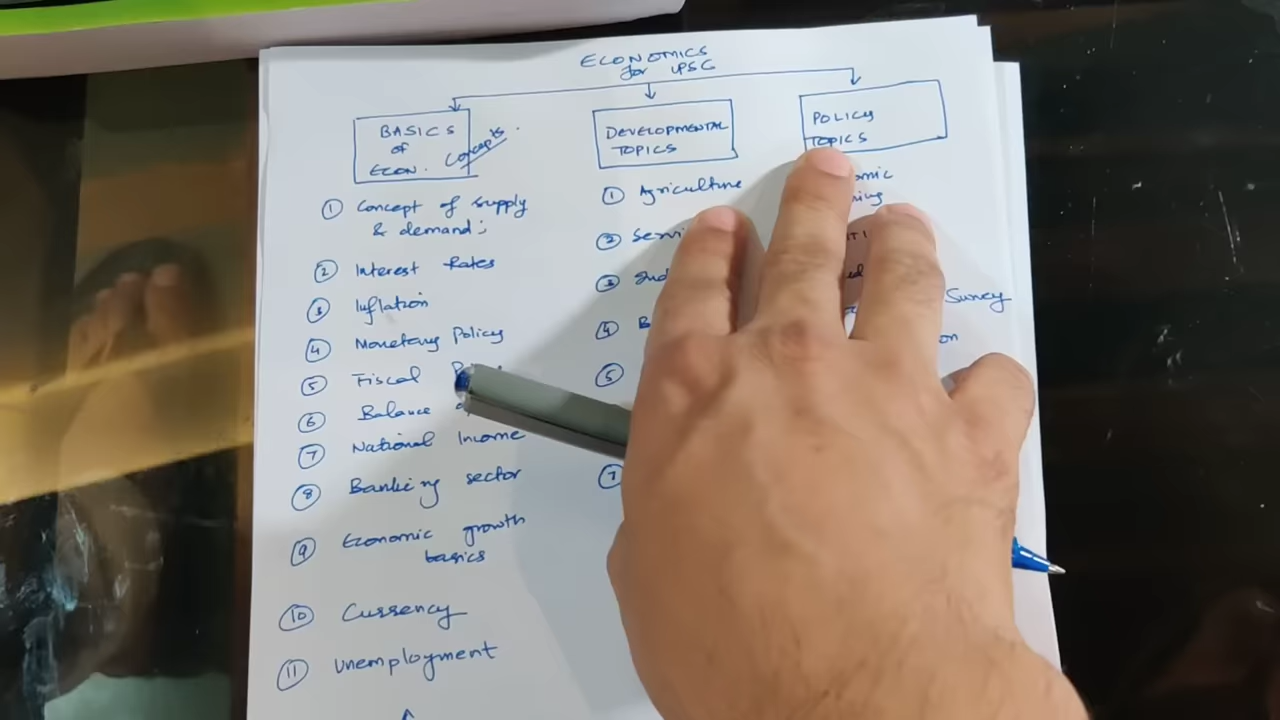 ECONOMICS
for UPSC
BASICS
of
ECON. Concepts.
① Concept of supply
& demand;
② Interest Rates
③ Inflation
④ Monetary Policy
⑤ Fiscal
⑥ Balance
⑦ National Income
⑧ Banking sector
⑨ Economic growth
basics
⑩ Currency
⑪ Unemployment
DEVELOPMENTAL
TOPICS
① Agriculture
②
③
④
⑤
⑦
POLICY
TOPICS
Survey